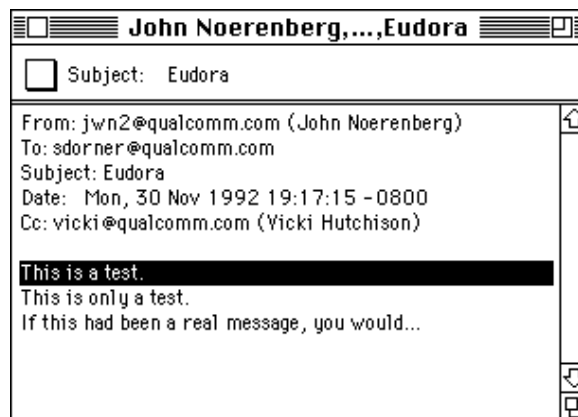 John Noerenberg,...,Eudora
Subject: Eudora
From: jwn2@qualcomm.com (John Noerenberg)
To: sdorner@qualcomm.com
Subject: Eudora
Date: Mon, 30 Nov 1992 19:17:15 -0800
Cc: vicki@qualcomm.com (Vicki Hutchison)
This is a test.
This is only a test.
If this had been a real message, you would...